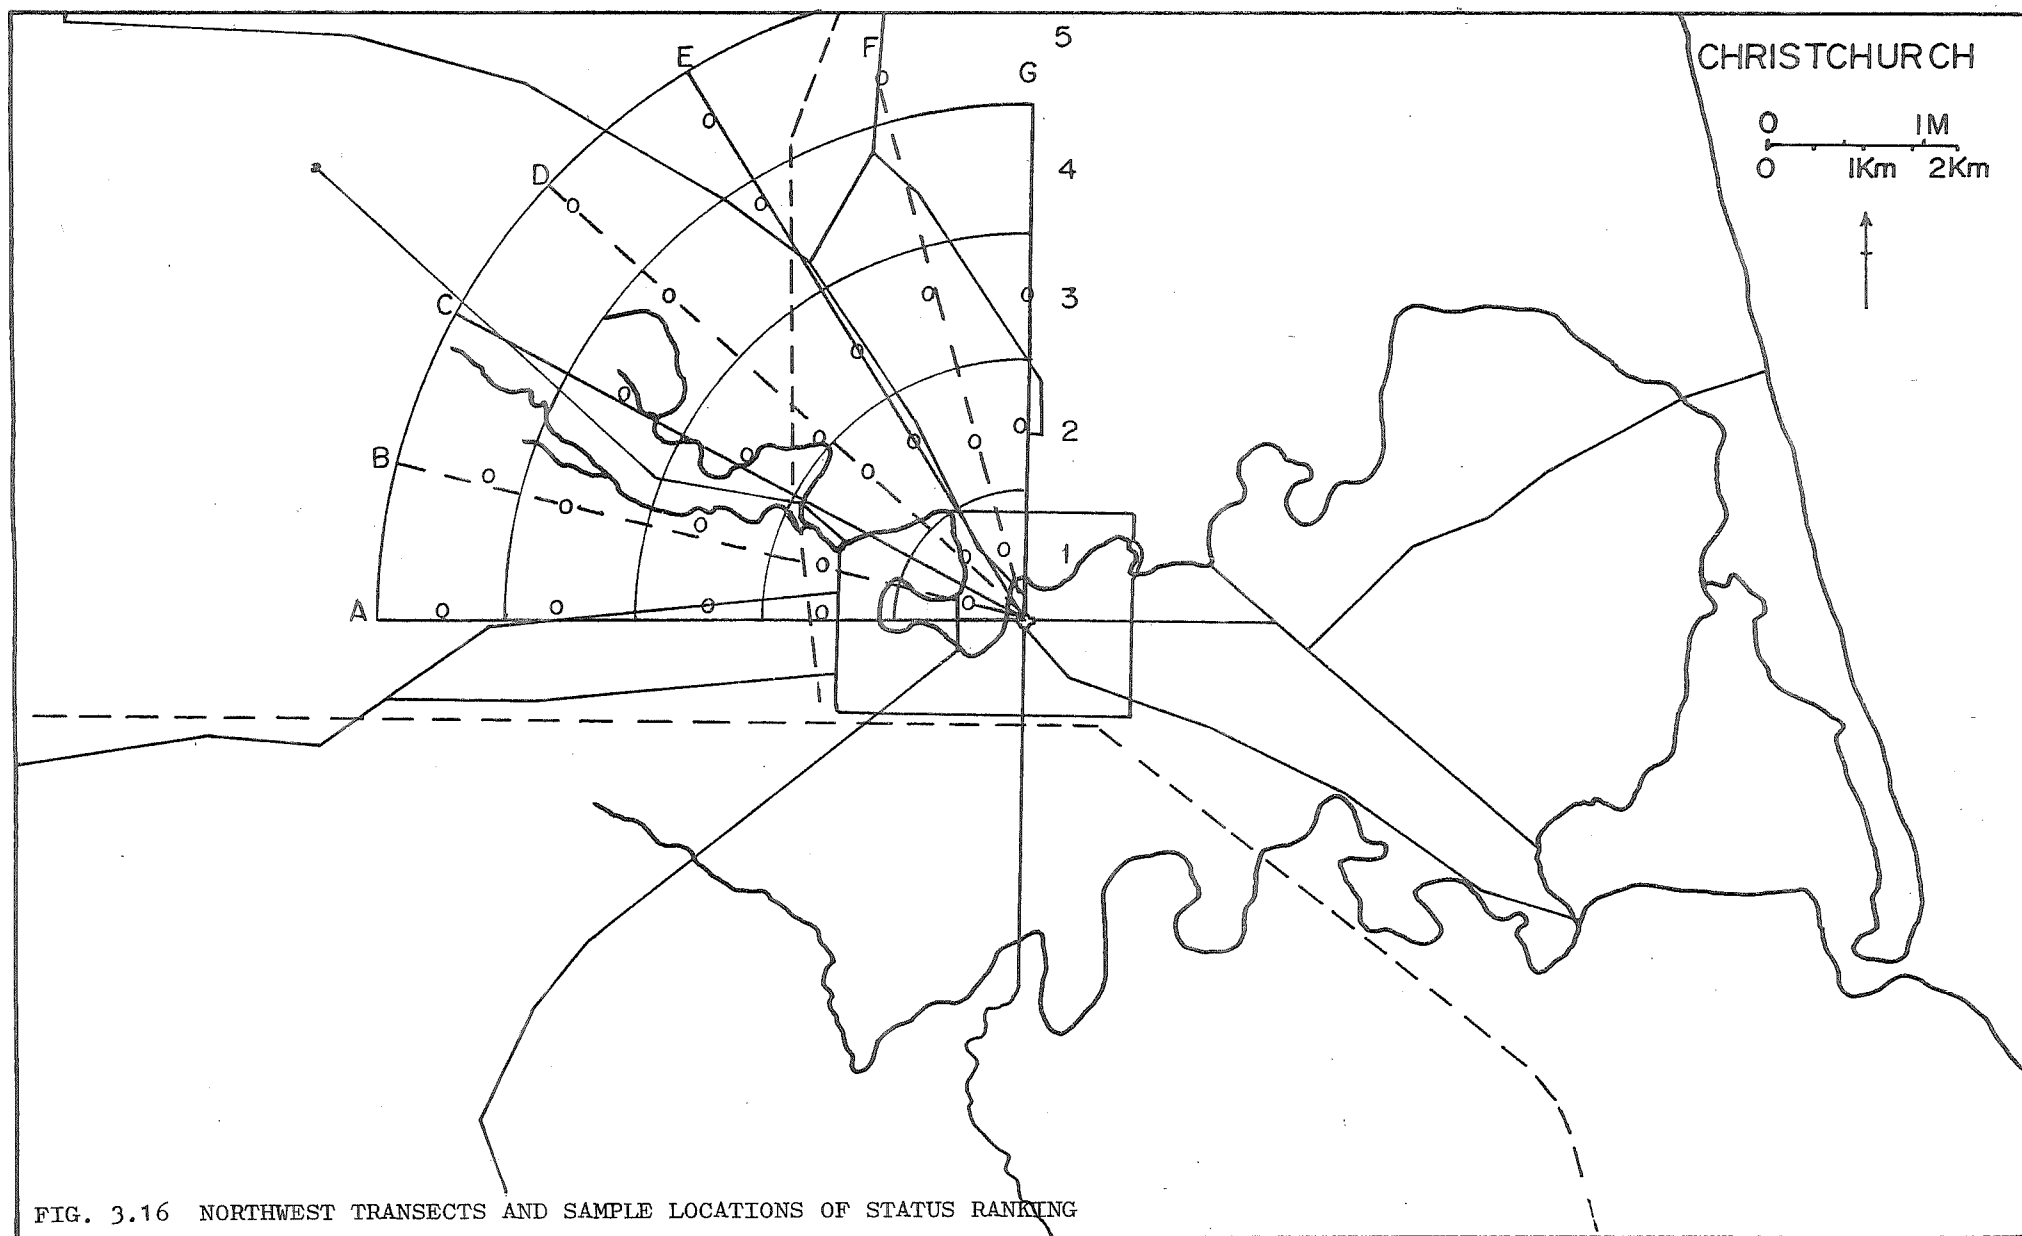 CHRISTCHURCH
0 1M
0 1Km 2Km
5
F
E
G
4
D
3
C
2
B
1
A
FIG. 3.16 NORTHWEST TRANSECTS AND SAMPLE LOCATIONS OF STATUS RANKING